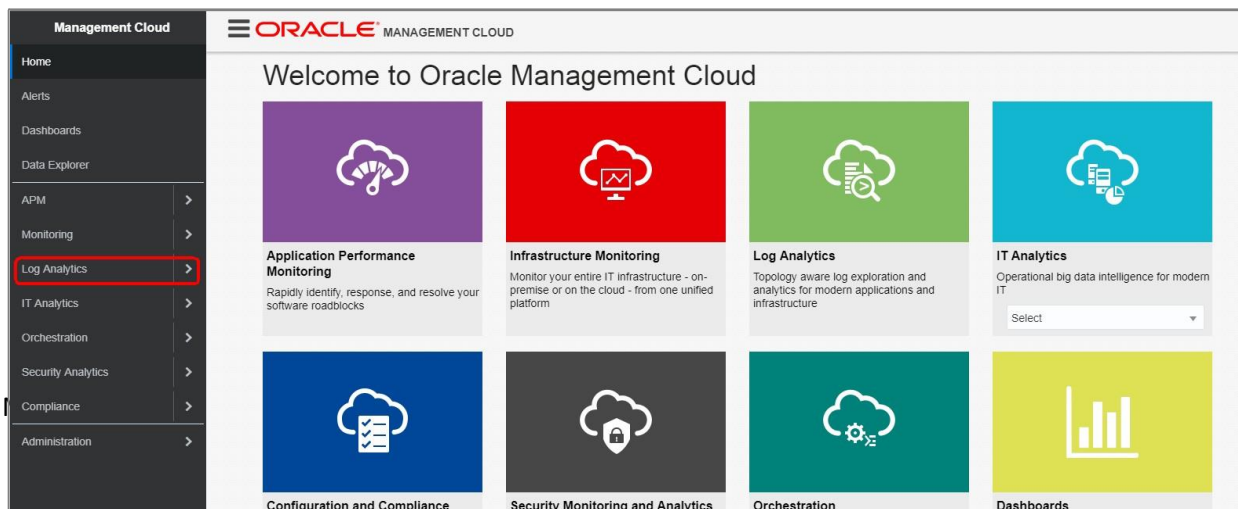 Management Cloud
ORACLE MANAGEMENT CLOUD
Home
Alerts
Dashboards
Data Explorer
APM
Monitoring
Log Analytics
IT Analytics
Orchestration
Security Analytics
Compliance
Administration
Welcome to Oracle Management Cloud
Application Performance
Monitoring
Rapidly identify, response, and resolve your
software roadblocks
Infrastructure Monitoring
Monitor your entire IT infrastructure - on-
premise or on the cloud - from one unified
platform
Log Analytics
Topology aware log exploration and
analytics for modern applications and
infrastructure
IT Analytics
Operational big data intelligence for modern
IT
Select
Configuration and Compliance
Security Monitoring and Analytics
Orchestration
Dashboards